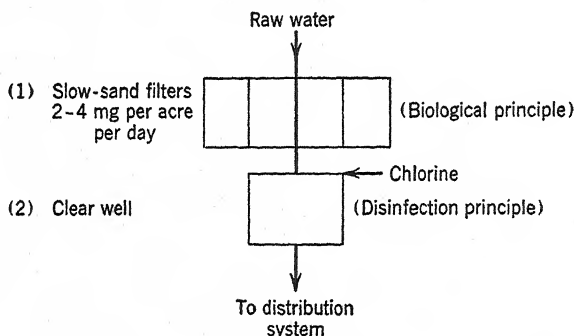 Raw water
(1) Slow-sand filters
2-4 mg per acre
per day
(Biological principle)
Chlorine
(2) Clear well
(Disinfection principle)
To distribution
system